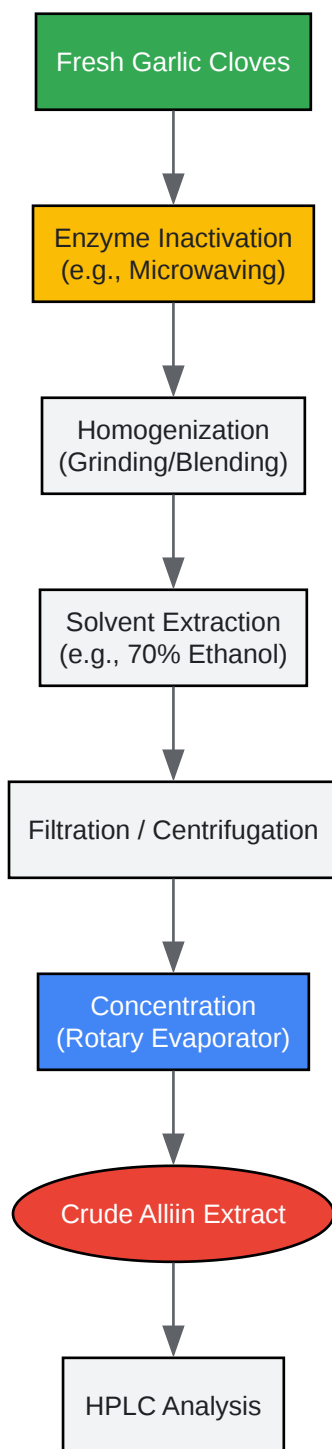 Fresh Garlic Cloves
Enzyme Inactivation
(e.g., Microwaving)
Homogenization
(Grinding/Blending)
Solvent Extraction
(e.g., 70% Ethanol)
Filtration / Centrifugation
Concentration
(Rotary Evaporator)
Crude Alliin Extract
HPLC Analysis